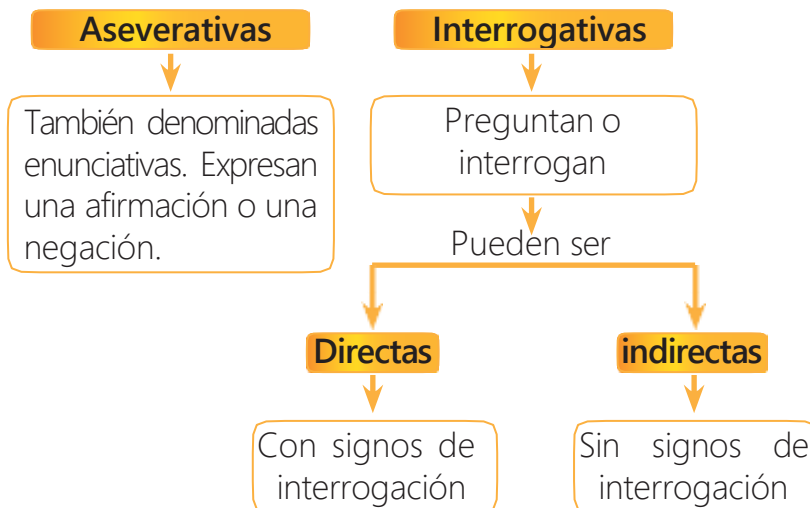 Aseverativas
También denominadas
enunciativas. Expresan
una afirmación o una
negación.
Interrogativas
Preguntan o
interrogan
Pueden ser
Directas
Con signos de
interrogación
indirectas
Sin signos de
interrogación